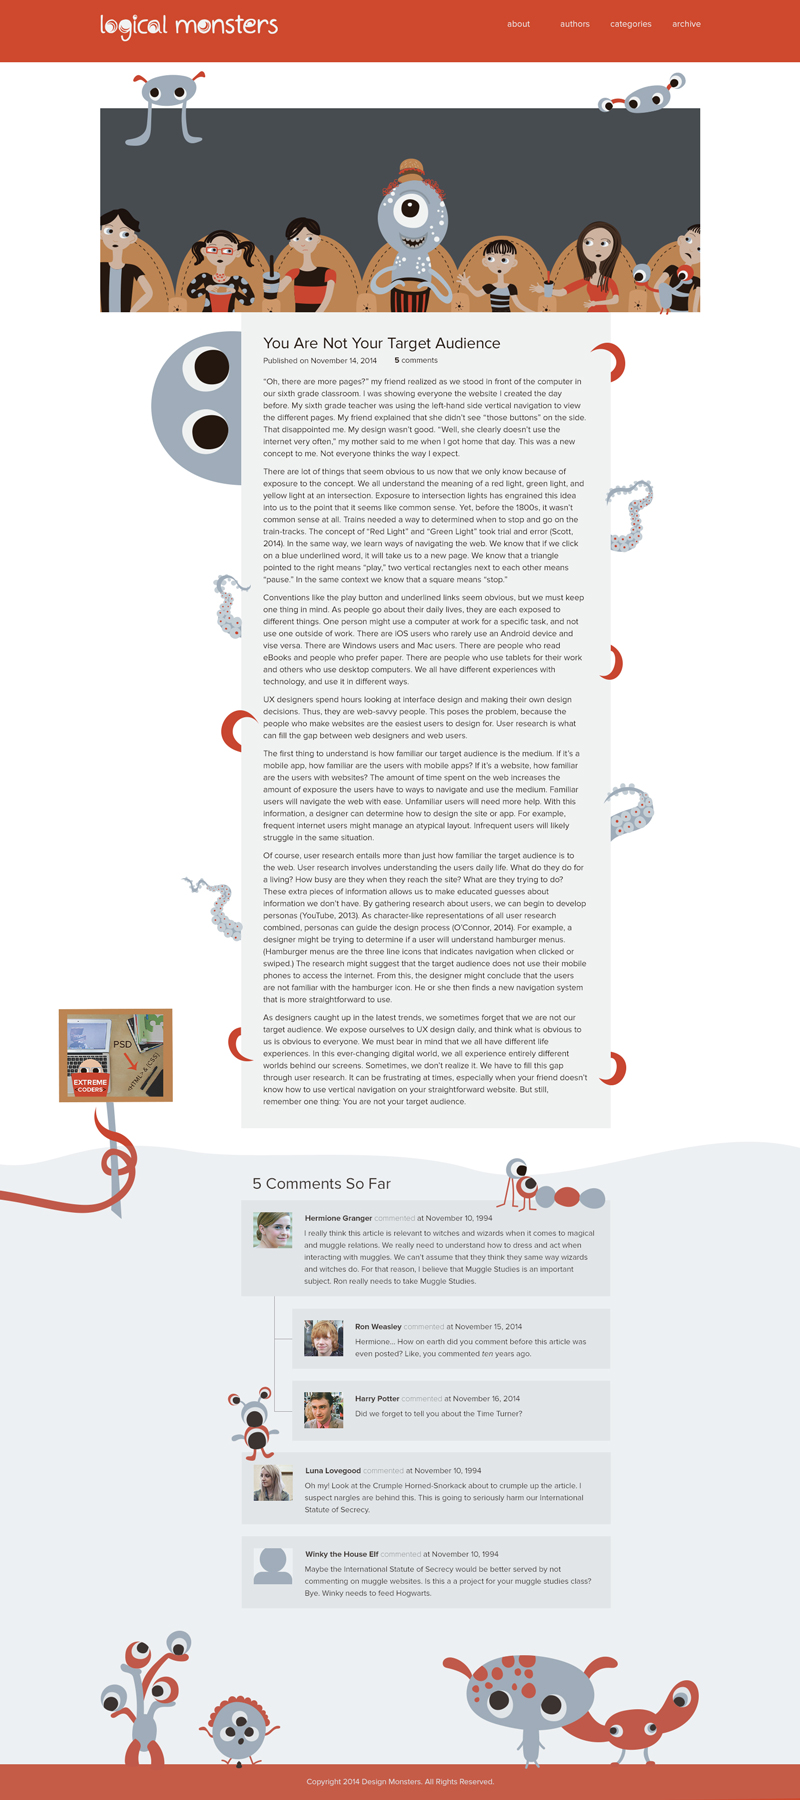 logical monsters
about authors categories archive
You Are Not Your Target Audience
Published on November 14, 2014 5 comments
“Oh, there are more pages?” my friend realized as we stood in front of the computer in
our sixth grade classroom. I was showing everyone the website I created the day
before. My sixth grade teacher was using the left-hand side vertical navigation to view
the different pages. My friend explained that she didn’t see “those buttons” on the side.
That disappointed me. My design wasn’t good. “Well, she clearly doesn’t use the
internet very often,” my mother said to me when I got home that day. This was a new
concept to me. Not everyone thinks the way I expect.
There are lot of things that seem obvious to us now that we only know because of
exposure to the concept. We all understand the meaning of a red light, green light, and
yellow light at an intersection. Exposure to intersection lights has engrained this idea
into us to the point that it seems like common sense. Yet, before the 1800s, it wasn’t
common sense at all. Trains needed a way to determined when to stop and go on the
train-tracks. The concept of “Red Light” and “Green Light” took trial and error (Scott,
2014). In the same way, we learn ways of navigating the web. We know that if we click
on a blue underlined word, it will take us to a new page. We know that a triangle
pointed to the right means “play,” two vertical rectangles next to each other means
“pause.” In the same context we know that a square means “stop.”
Conventions like the play button and underlined links seem obvious, but we must keep
one thing in mind. As people go about their daily lives, they are each exposed to
different things. One person might use a computer at work for a specific task, and not
use one outside of work. There are iOS users who rarely use an Android device and
vise versa. There are Windows users and Mac users. There are people who read
eBooks and people who prefer paper. There are people who use tablets for their work
and others who use desktop computers. We all have different experiences with
technology, and use it in different ways.
UX designers spend hours looking at interface design and making their own design
decisions. Thus, they are web-savvy people. This poses the problem, because the
people who make websites are the easiest users to design for. User research is what
can fill the gap between web designers and web users.
The first thing to understand is how familiar our target audience is the medium. If it’s a
mobile app, how familiar are the users with mobile apps? If it’s a website, how familiar
are the users with websites? The amount of time spent on the web increases the
amount of exposure the users have to ways to navigate and use the medium. Familiar
users will navigate the web with ease. Unfamiliar users will need more help. With this
information, a designer can determine how to design the site or app. For example,
frequent internet users might manage an atypical layout. Infrequent users will likely
struggle in the same situation.
Of course, user research entails more than just how familiar the target audience is to
the web. User research involves understanding the users daily life. What do they do for
a living? How busy are they when they reach the site? What are they trying to do?
These extra pieces of information allows us to make educated guesses about
information we don’t have. By gathering research about users, we can begin to develop
personas (YouTube, 2013). As character-like representations of all user research
combined, personas can guide the design process (O’Connor, 2014). For example, a
designer might be trying to determine if a user will understand hamburger menus.
(Hamburger menus are the three line icons that indicates navigation when clicked or
swiped.) The research might suggest that the target audience does not use their mobile
phones to access the internet. From this, the designer might conclude that the users
are not familiar with the hamburger icon. He or she then finds a new navigation system
that is more straightforward to use.
As designers caught up in the latest trends, we sometimes forget that we are not our
target audience. We expose ourselves to UX design daily, and think what is obvious to
us is obvious to everyone. We must bear in mind that we all have different life
experiences. In this ever-changing digital world, we all experience entirely different
worlds behind our screens. Sometimes, we don’t realize it. We have to fill this gap
through user research. It can be frustrating at times, especially when your friend doesn’t
know how to use vertical navigation on your straightforward website. But still,
remember one thing: You are not your target audience.
PSD
<HTML> & {CSS}
EXTREME
CODERS
5 Comments So Far
Hermione Granger commented at November 10, 1994
I really think this article is relevant to witches and wizards when it comes to magical
and muggle relations. We really need to understand how to dress and act when
interacting with muggles. We can’t assume that they think they same way wizards
and witches do. For that reason, I believe that Muggle Studies is an important
subject. Ron really needs to take Muggle Studies.
Ron Weasley commented at November 15, 2014
Hermione... How on earth did you comment before this article was
even posted? Like, you commented ten years ago.
Harry Potter commented at November 16, 2014
Did we forget to tell you about the Time Turner?
Luna Lovegood commented at November 10, 1994
Oh my! Look at the Crumple Horned-Snorkack about to crumple up the article. I
suspect nargles are behind this. This is going to seriously harm our International
Statute of Secrecy.
Winky the House Elf commented at November 10, 1994
Maybe the International Statute of Secrecy would be better served by not
commenting on muggle websites. Is this a a project for your muggle studies class?
Bye. Winky needs to feed Hogwarts.
Copyright 2014 Design Monsters. All Rights Reserved.